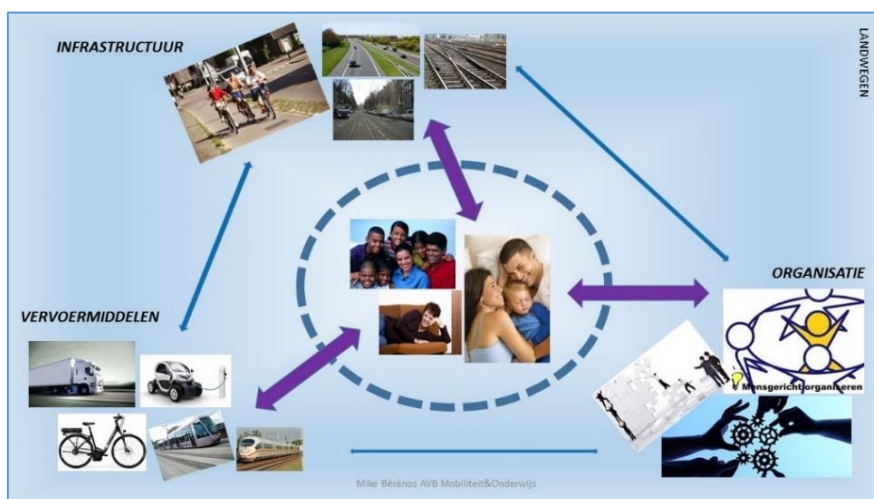 INFRASTRUCTUUR
LANDWEGEN
ORGANISATIE
VERVOERMIDDELEN
Mensgericht organiseren
Mike Bérénos AVB Mobiliteit&Onderwijs